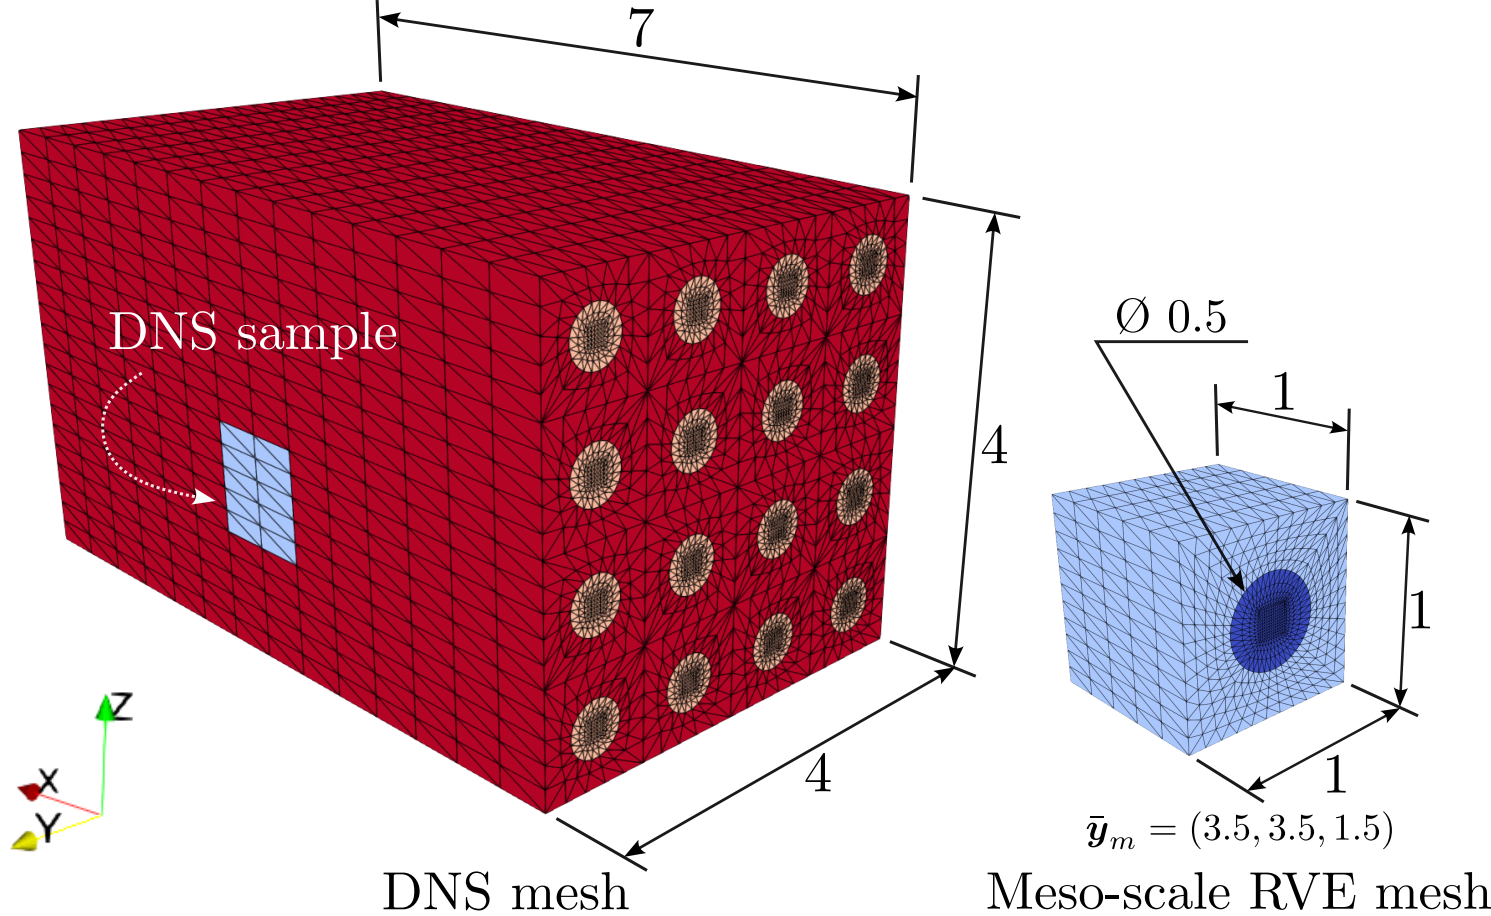 7
DNS sample
4
4
Z
X
Y
DNS mesh
Ø 0.5
1
1
1
ȳₘ = (3.5, 3.5, 1.5)
Meso-scale RVE mesh